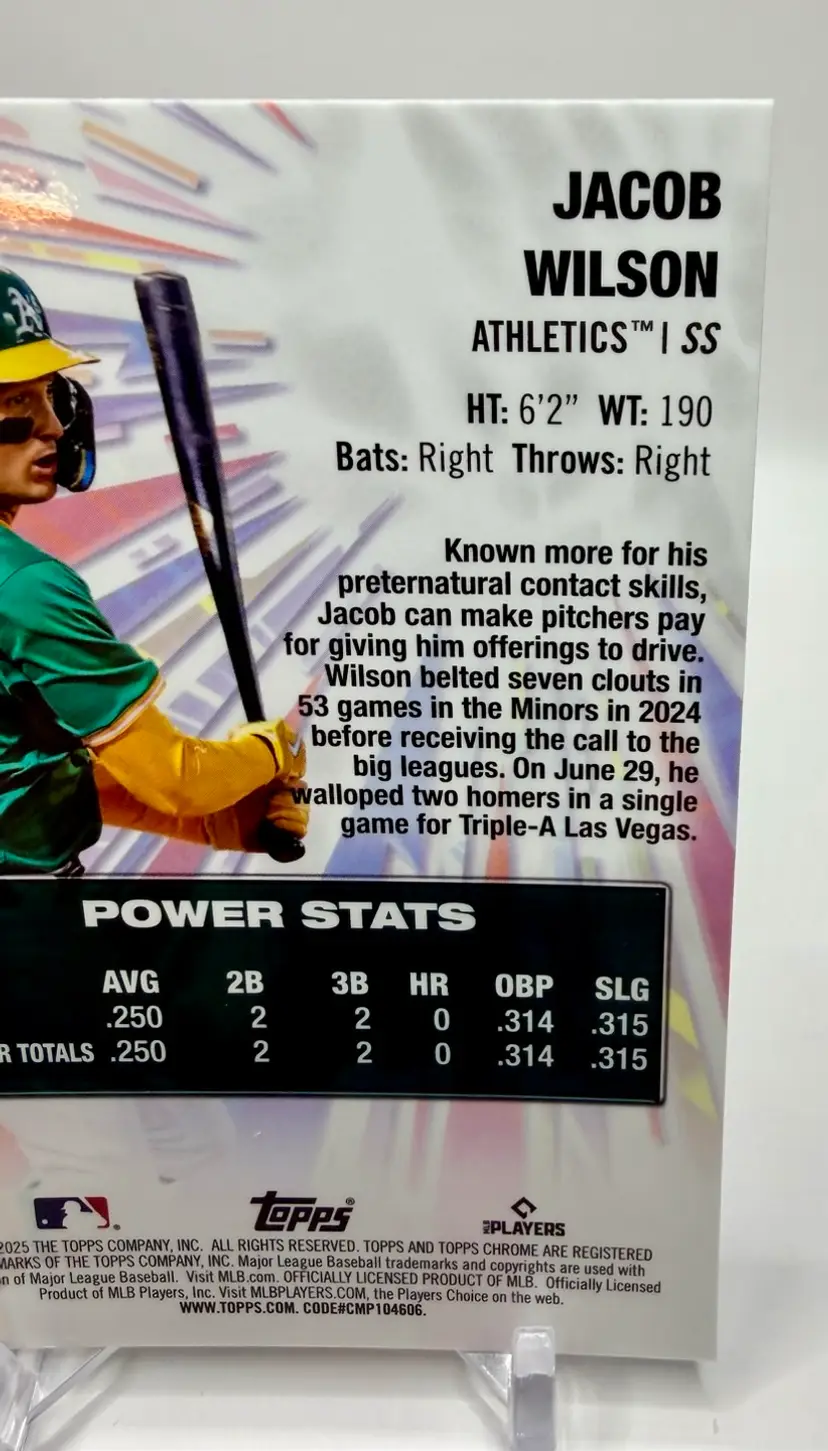 JACOB
WILSON
ATHLETICS™ | SS
HT: 6'2" WT: 190
Bats: Right Throws: Right
Known more for his
preternatural contact skills,
Jacob can make pitchers pay
for giving him offerings to drive.
Wilson belted seven clouts in
53 games in the Minors in 2024
before receiving the call to the
big leagues. On June 29, he
walloped two homers in a single
game for Triple-A Las Vegas.
POWER STATS
AVG 2B 3B HR OBP SLG
.250 2 2 0 .314 .315
R TOTALS .250 2 2 0 .314 .315
topps®
PLAYERS
2025 THE TOPPS COMPANY, INC. ALL RIGHTS RESERVED. TOPPS AND TOPPS CHROME ARE REGISTERED
MARKS OF THE TOPPS COMPANY, INC. Major League Baseball trademarks and copyrights are used with
n of Major League Baseball. Visit MLB.com. OFFICIALLY LICENSED PRODUCT OF MLB. Officially Licensed
Product of MLB Players, Inc. Visit MLBPLAYERS.COM, the Players Choice on the web.
WWW.TOPPS.COM. CODE#CMP104606.